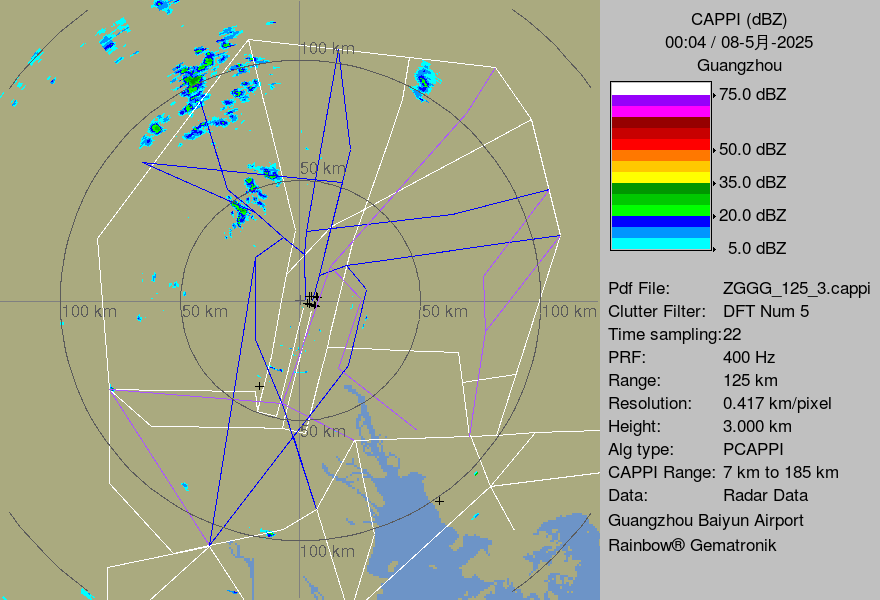 CAPPI (dBZ)
00:04 / 08-5月-2025
Guangzhou
75.0 dBZ
50.0 dBZ
35.0 dBZ
20.0 dBZ
5.0 dBZ
Pdf File: ZGGG_125_3.cappi
Clutter Filter: DFT Num 5
Time sampling:22
PRF: 400 Hz
Range: 125 km
Resolution: 0.417 km/pixel
Height: 3.000 km
Alg type: PCAPPI
CAPPI Range: 7 km to 185 km
Data: Radar Data
Guangzhou Baiyun Airport
Rainbow® Gematronik
100 km
50 km
100 km
50 km
50 km
100 km
50 km
100 km